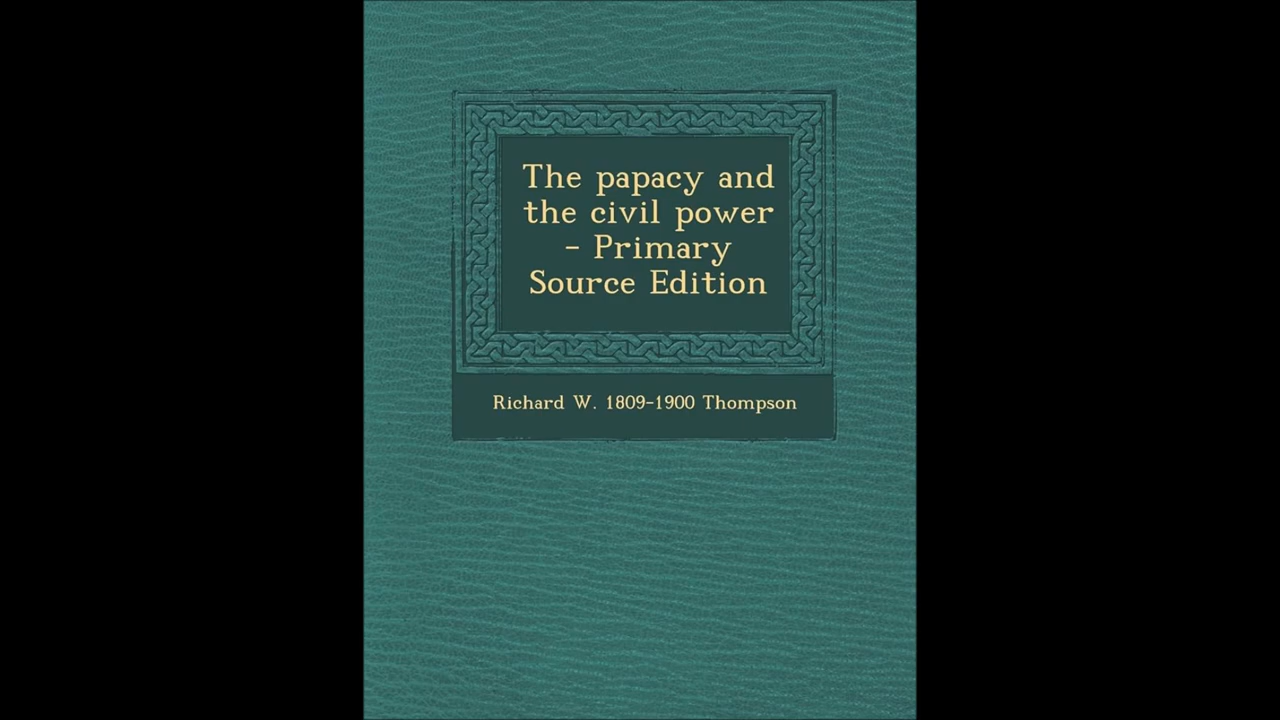 The papacy and
the civil power
- Primary
Source Edition
Richard W. 1809-1900 Thompson